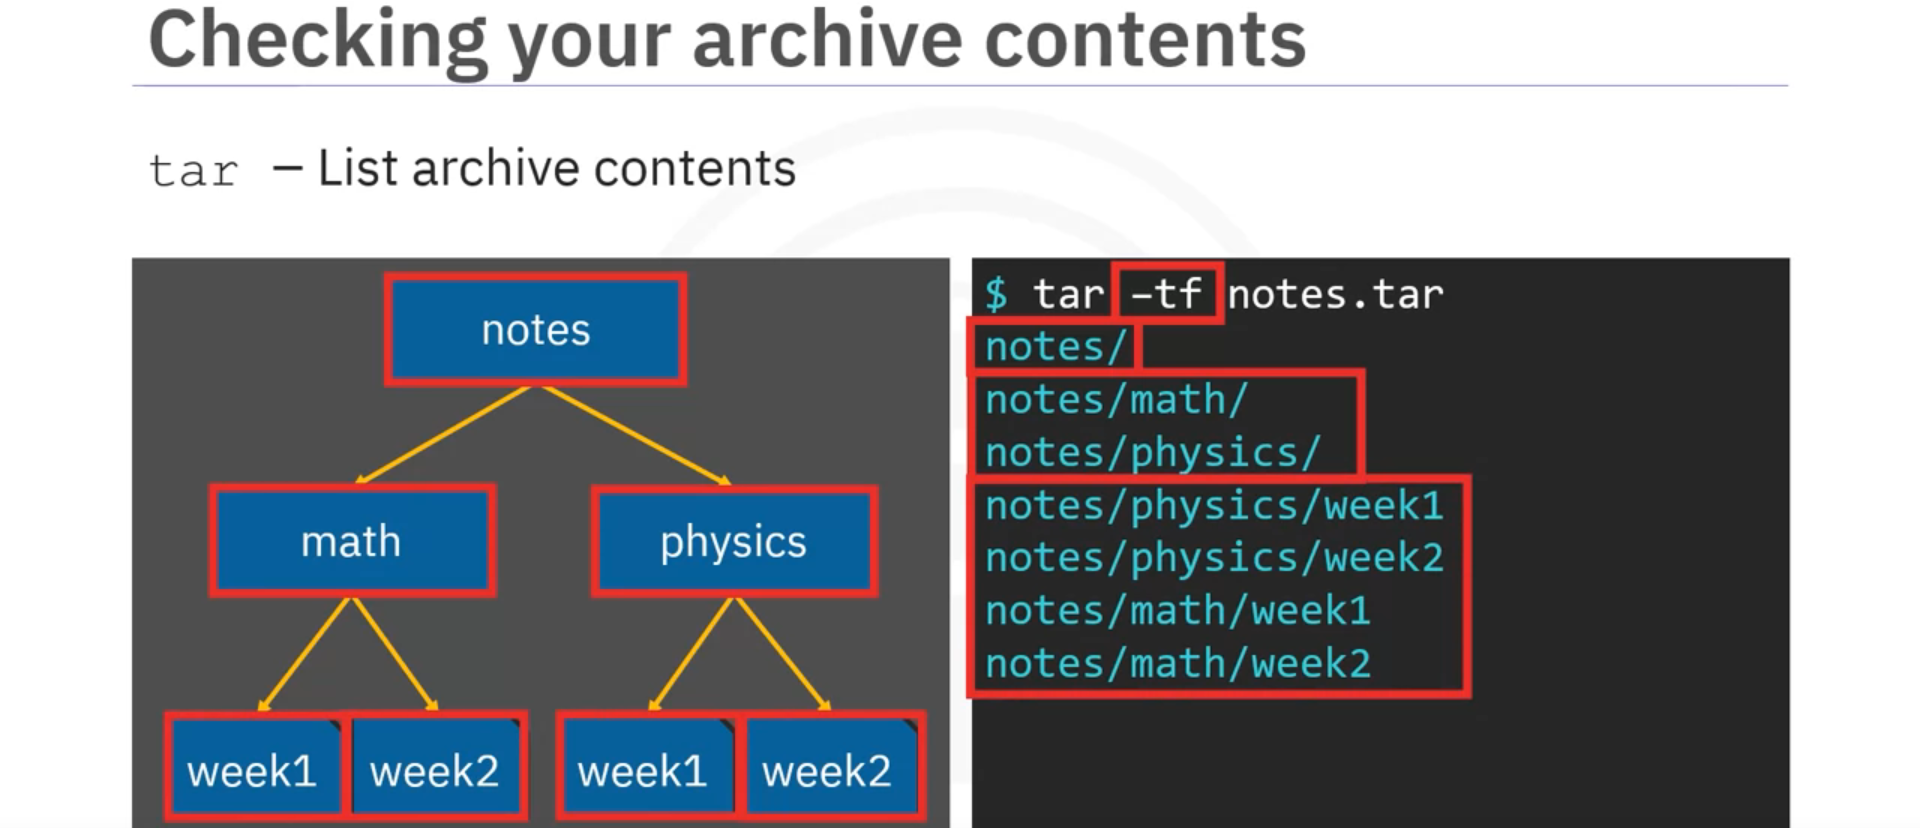 Checking your archive contents
tar – List archive contents
notes
math
physics
week1
week2
week1
week2
$ tar -tf notes.tar
notes/
notes/math/
notes/physics/
notes/physics/week1
notes/physics/week2
notes/math/week1
notes/math/week2